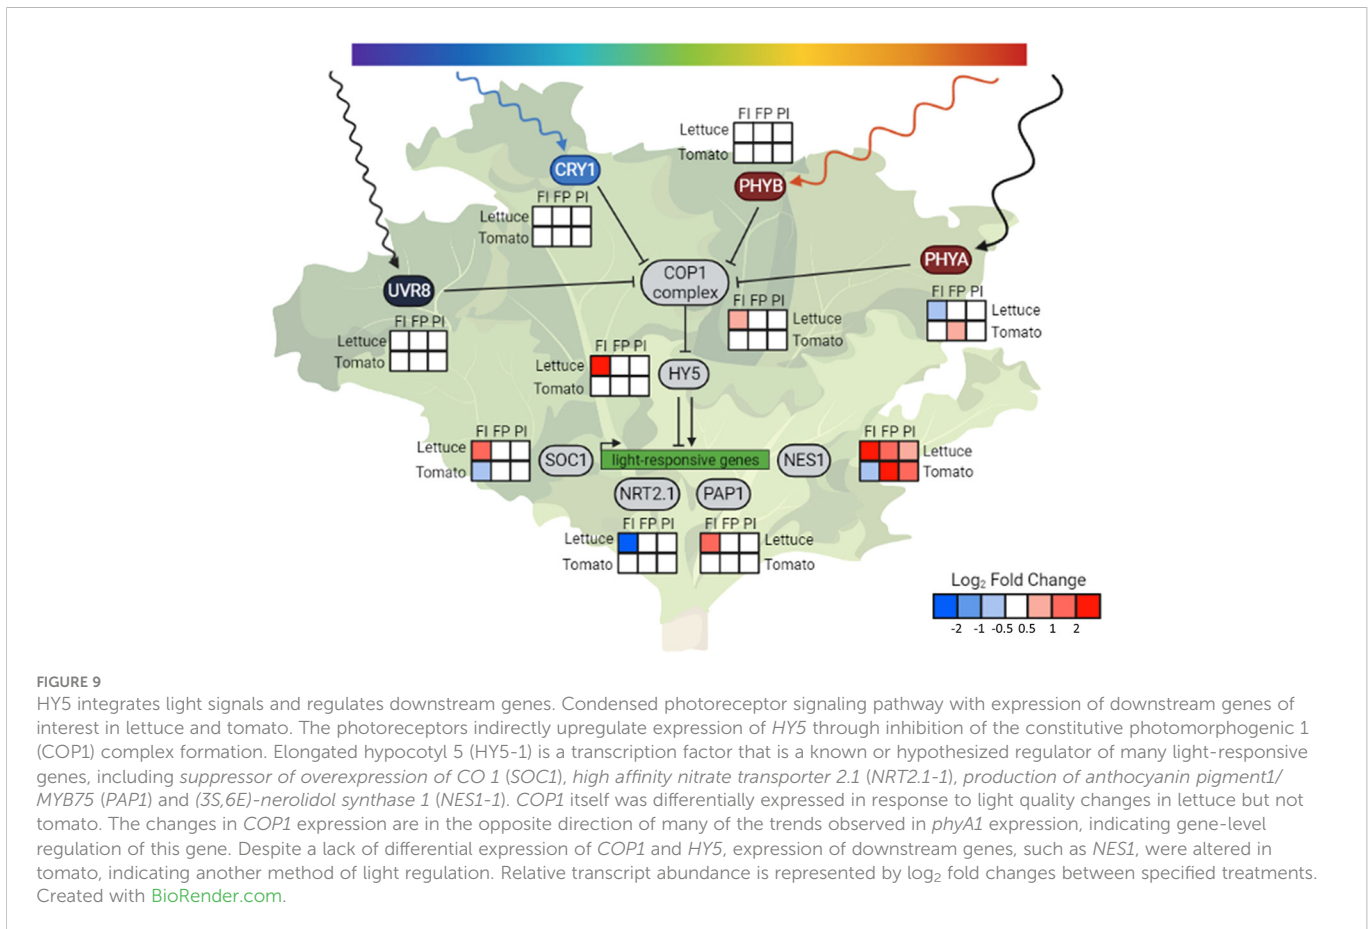 FI FP PI
Lettuce
Tomato
CRY1
PHYB
FI FP PI
Lettuce
Tomato
PHYA
COP1
complex
UVR8
FI FP PI
Lettuce
Tomato
FI FP PI
Lettuce
Tomato
FI FP PI
Lettuce
Tomato
FI FP PI
Lettuce
Tomato
HY5
FI FP PI
Lettuce
Tomato
SOC1
light-responsive genes
NES1
FI FP PI
Lettuce
Tomato
NRT2.1
PAP1
FI FP PI
Lettuce
Tomato
FI FP PI
Lettuce
Tomato
Log₂ Fold Change
-2 -1 -0.5 0.5 1 2
FIGURE 9
HY5 integrates light signals and regulates downstream genes. Condensed photoreceptor signaling pathway with expression of downstream genes of
interest in lettuce and tomato. The photoreceptors indirectly upregulate expression of HY5 through inhibition of the constitutive photomorphogenic 1
(COP1) complex formation. Elongated hypocotyl 5 (HY5-1) is a transcription factor that is a known or hypothesized regulator of many light-responsive
genes, including suppressor of overexpression of CO 1 (SOC1), high affinity nitrate transporter 2.1 (NRT2.1-1), production of anthocyanin pigment1/
MYB75 (PAP1) and (3S,6E)-nerolidol synthase 1 (NES1-1). COP1 itself was differentially expressed in response to light quality changes in lettuce but not
tomato. The changes in COP1 expression are in the opposite direction of many of the trends observed in phyA1 expression, indicating gene-level
regulation of this gene. Despite a lack of differential expression of COP1 and HY5, expression of downstream genes, such as NES1, were altered in
tomato, indicating another method of light regulation. Relative transcript abundance is represented by log₂ fold changes between specified treatments.
Created with BioRender.com.